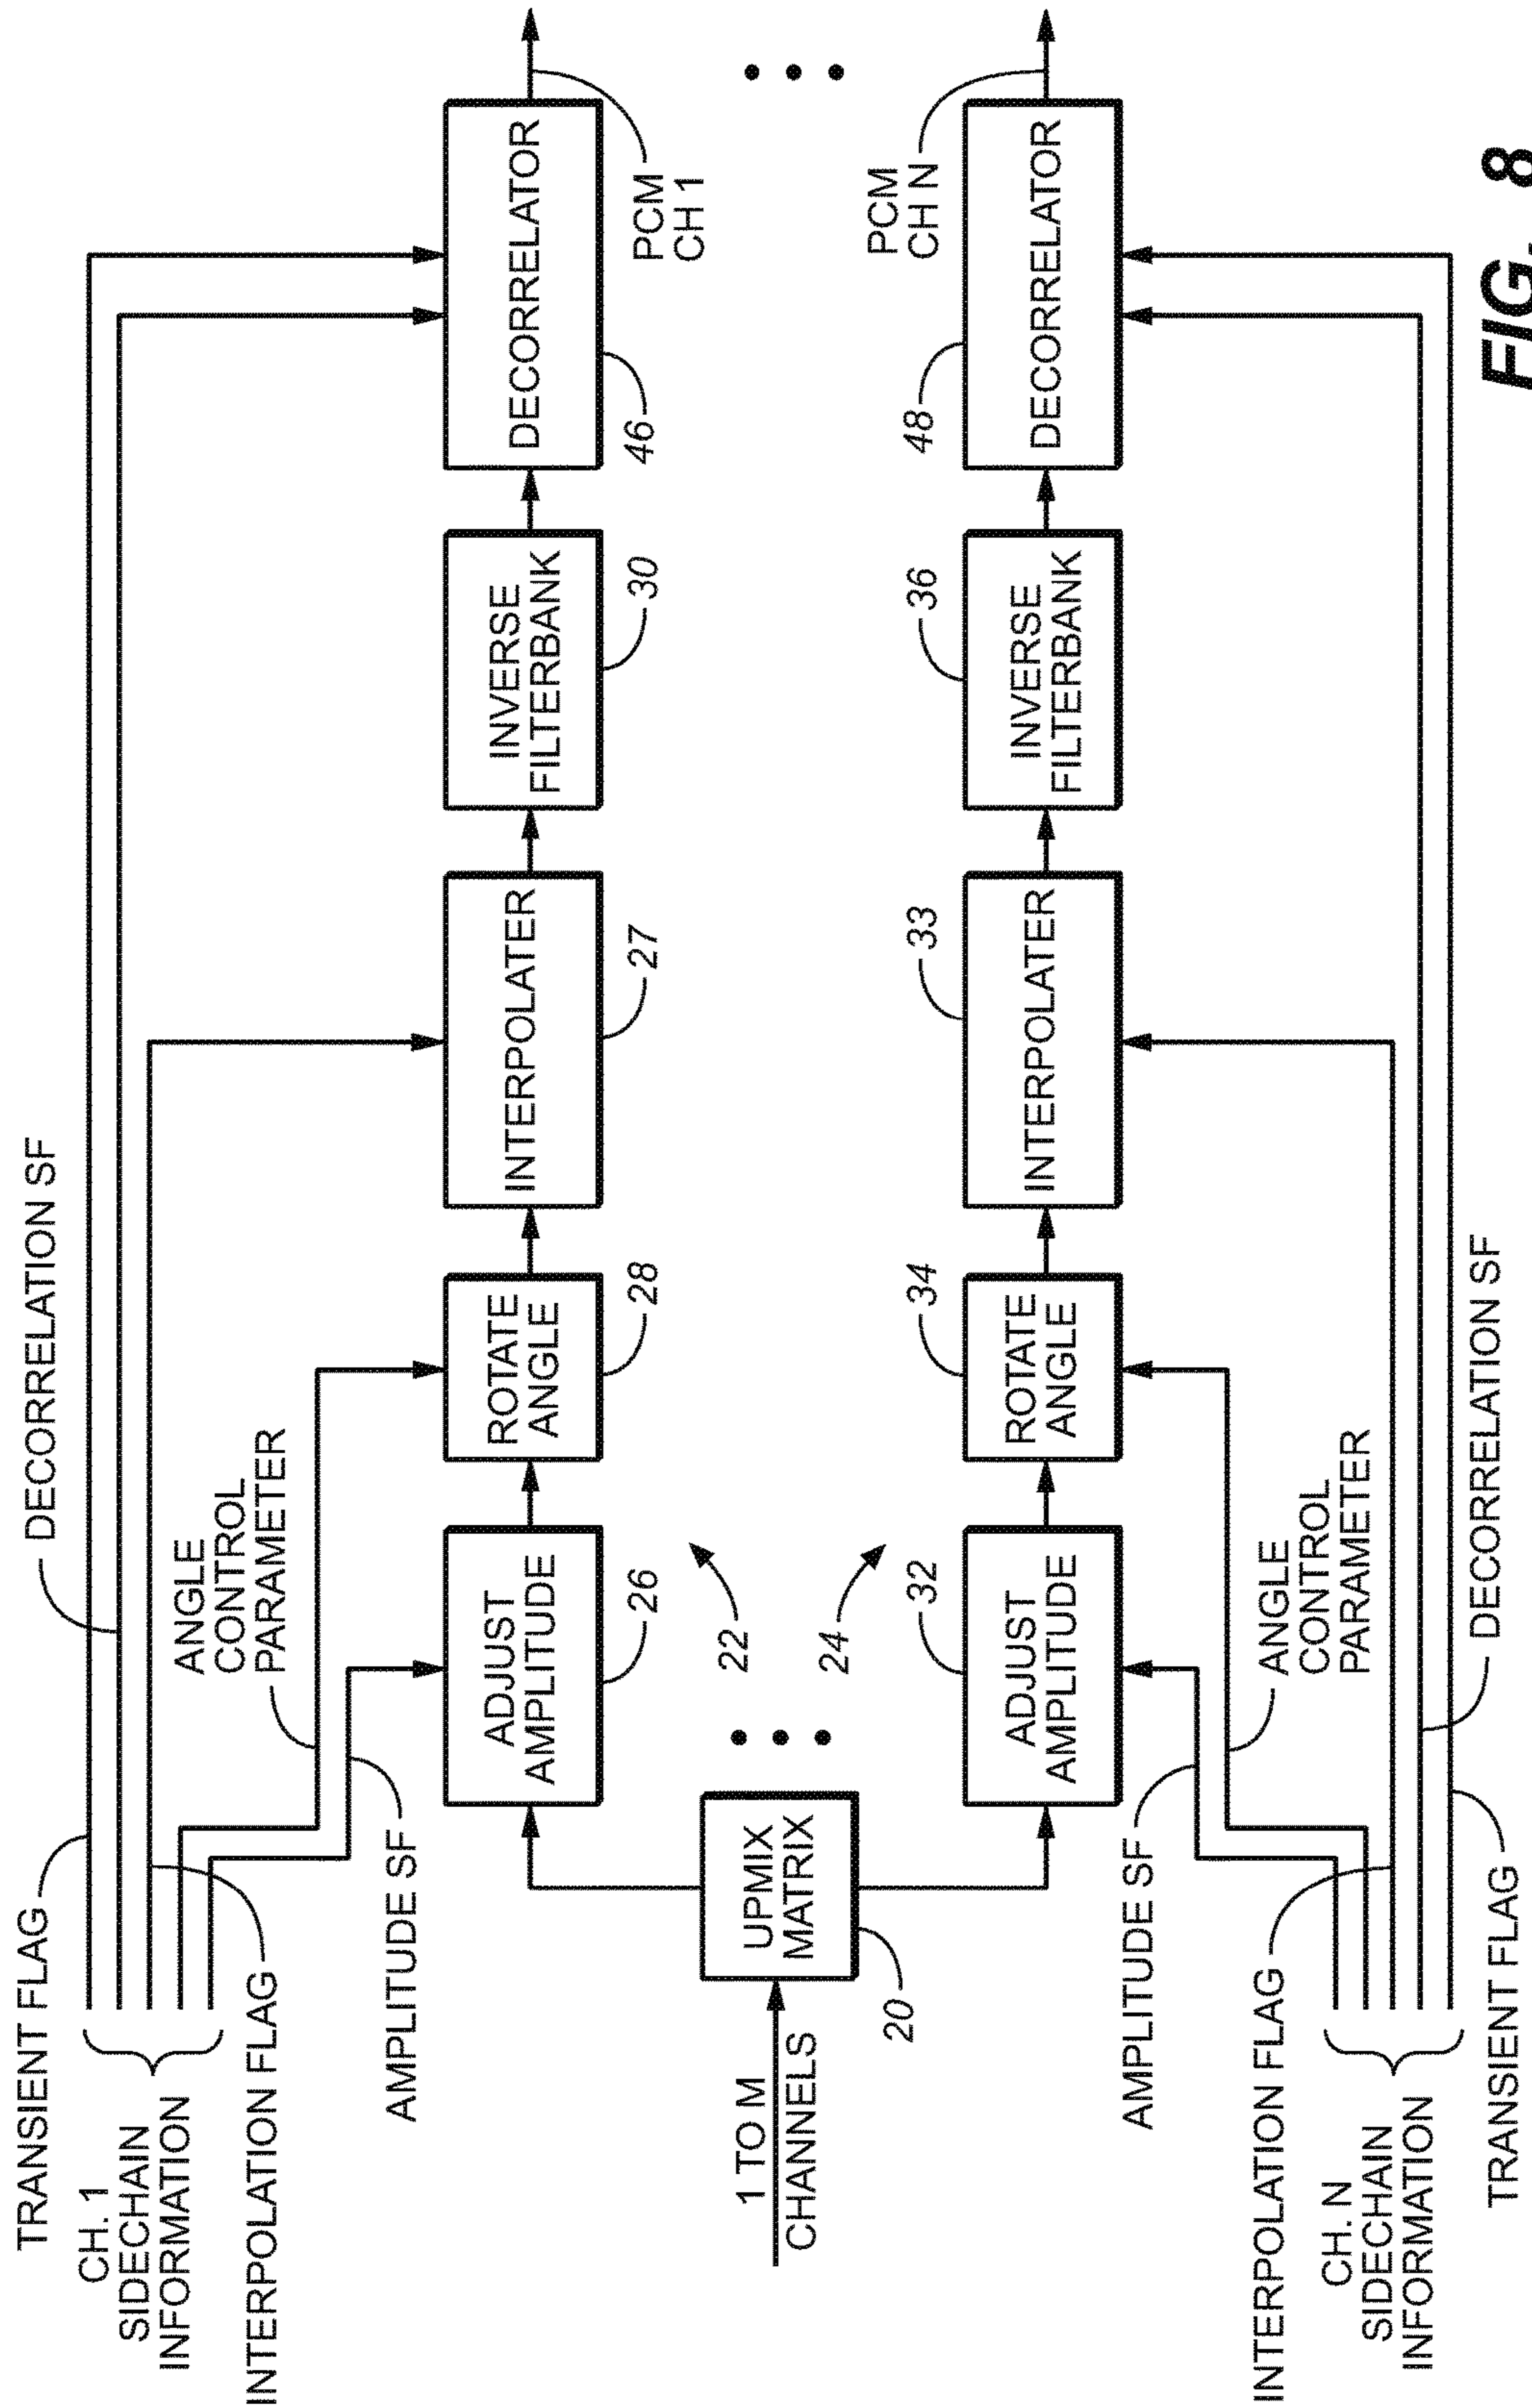 TRANSIENT FLAG
DECORRELATION SF
CH. 1
SIDECHAIN
INFORMATION
ANGLE
CONTROL
PARAMETER
INTERPOLATION FLAG
AMPLITUDE SF
ADJUST
AMPLITUDE
26
ROTATE
ANGLE
28
INTERPOLATER
27
INVERSE
FILTERBANK
30
DECORRELATOR
46
PCM
CH 1
22
1 TO M
CHANNELS
UPMIX
MATRIX
20
24
PCM
CH N
ADJUST
AMPLITUDE
32
ROTATE
ANGLE
34
INTERPOLATER
33
INVERSE
FILTERBANK
36
DECORRELATOR
48
AMPLITUDE SF
INTERPOLATION FLAG
ANGLE
CONTROL
PARAMETER
CH. N
SIDECHAIN
INFORMATION
DECORRELATION SF
TRANSIENT FLAG
FIG. 8